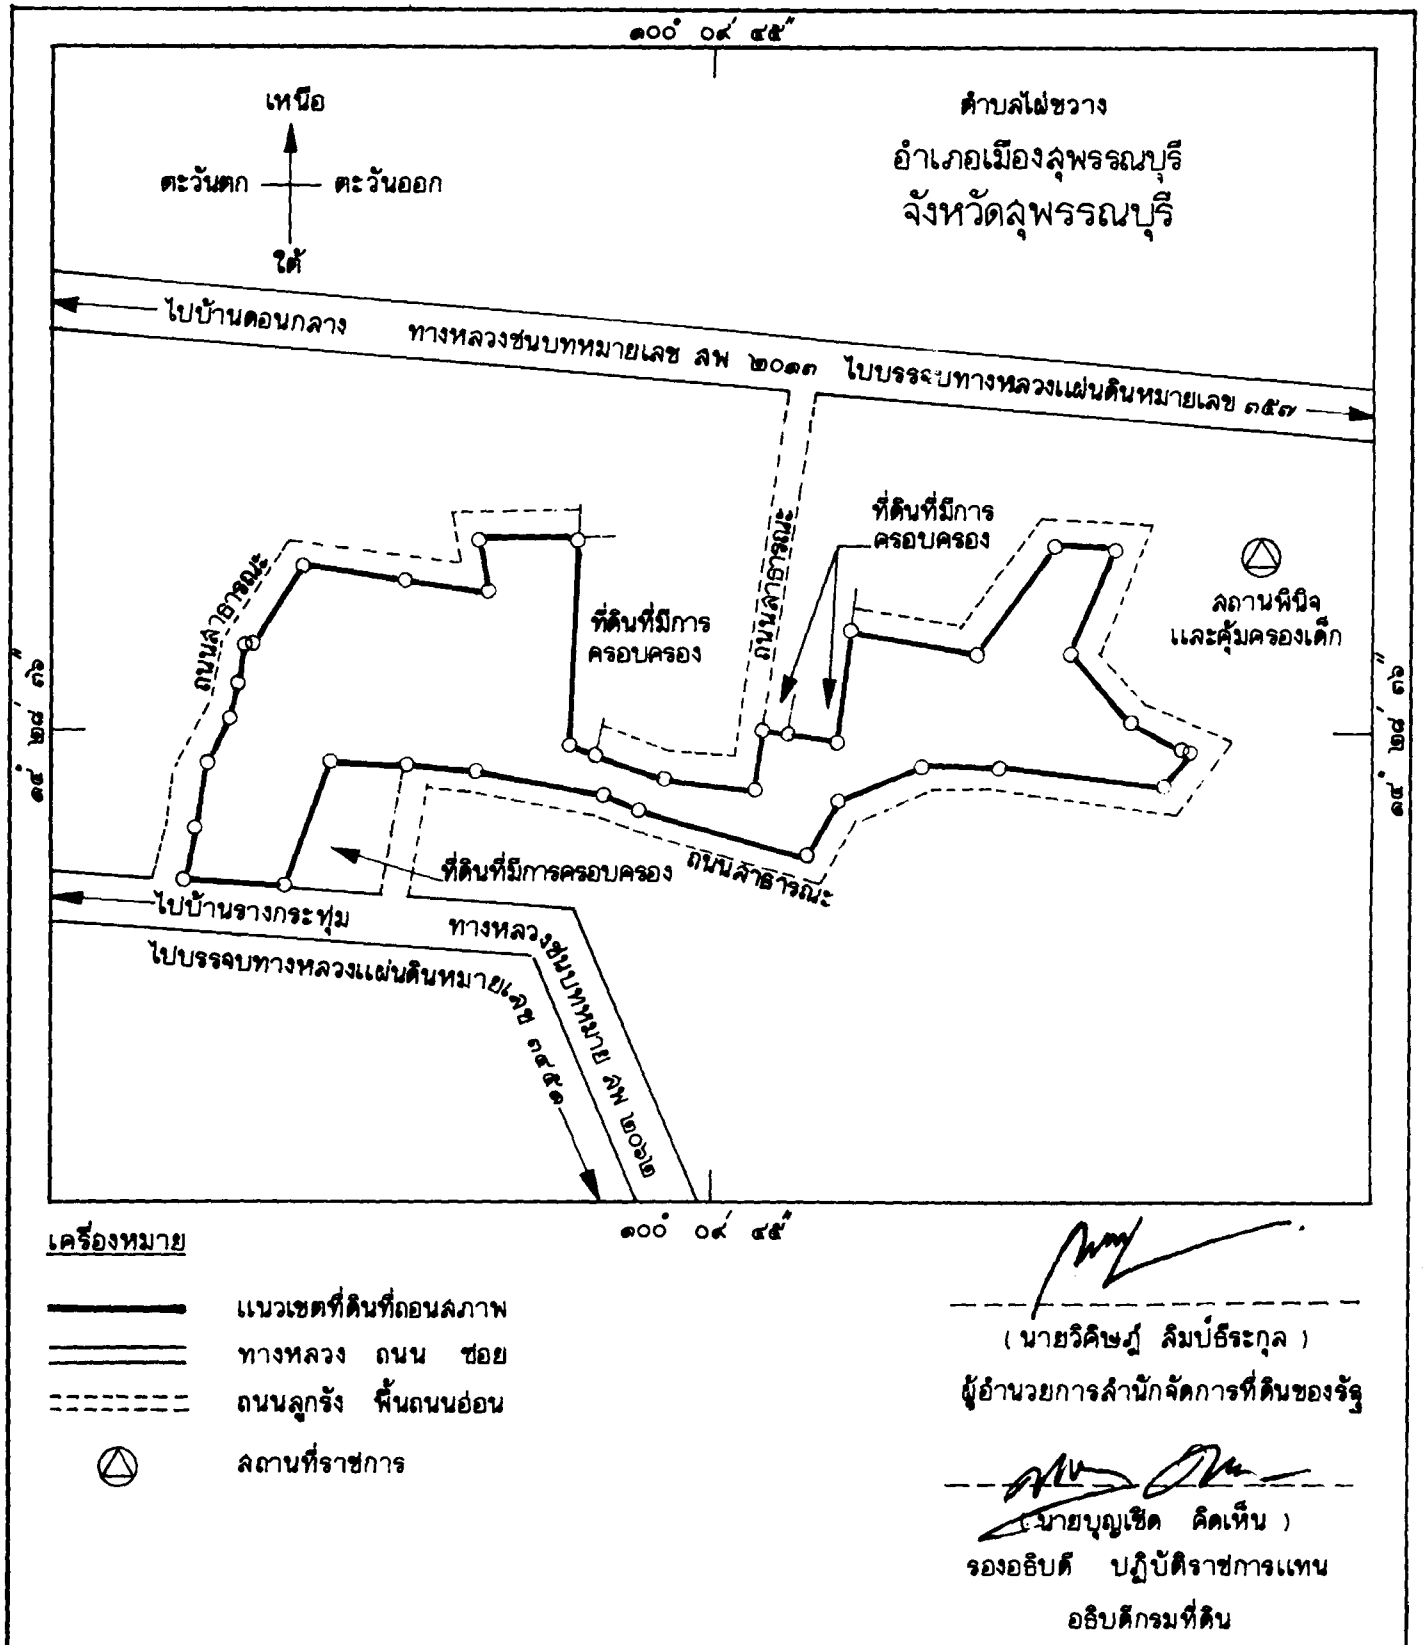 ๑๐๐° ๐๙′ ๔๕″
เหนือ
ตะวันตก
ตะวันออก
ใต้
ตำบลไผ่ขวาง
อำเภอเมืองสุพรรณบุรี
จังหวัดสุพรรณบุรี
ไปบ้านดอนกลาง
ทางหลวงชนบทหมายเลข สพ ๒๐๑๓
ไปบรรจบทางหลวงแผ่นดินหมายเลข ๓๕๗
ถนนสาธารณะ
ที่ดินที่มีการ
ครอบครอง
ถนนสาธารณะ
ที่ดินที่มีการ
ครอบครอง
สถานพินิจ
และคุ้มครองเด็ก
๑๔° ๒๘′ ๓๖″
๑๔° ๒๘′ ๓๖″
ที่ดินที่มีการครอบครอง
ถนนสาธารณะ
ไปบ้านรางกระทุ่ม
ทางหลวงชนบทหมาย สพ ๒๐๖๒
ไปบรรจบทางหลวงแผ่นดินหมายเลข ๓๔๕๑
๑๐๐° ๐๙′ ๔๕″
เครื่องหมาย
แนวเขตที่ดินที่ถอนสภาพ
ทางหลวง ถนน ซอย
ถนนลูกรัง พื้นถนนอ่อน
สถานที่ราชการ
( นายวิศิษฎ์ ลิมป์ธีระกุล )
ผู้อำนวยการสำนักจัดการที่ดินของรัฐ
( นายบุญเชิด คิดเห็น )
รองอธิบดี ปฏิบัติราชการแทน
อธิบดีกรมที่ดิน